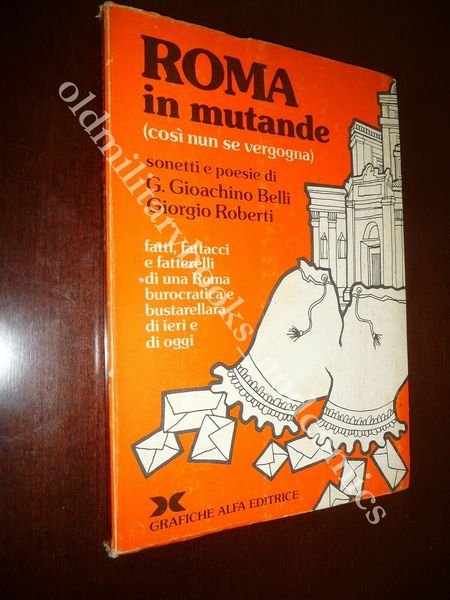 ROMA
in mutande
(così nun se vergogna)
sonetti e poesie di
G. Gioachino Belli
Giorgio Roberti
fatti, fattacci
e fatterelli
di una Roma
burocratica e
bustarellara
di ieri e
di oggi
GRAFICHE ALFA EDITRICE
oldmilitarybooks_and_comics